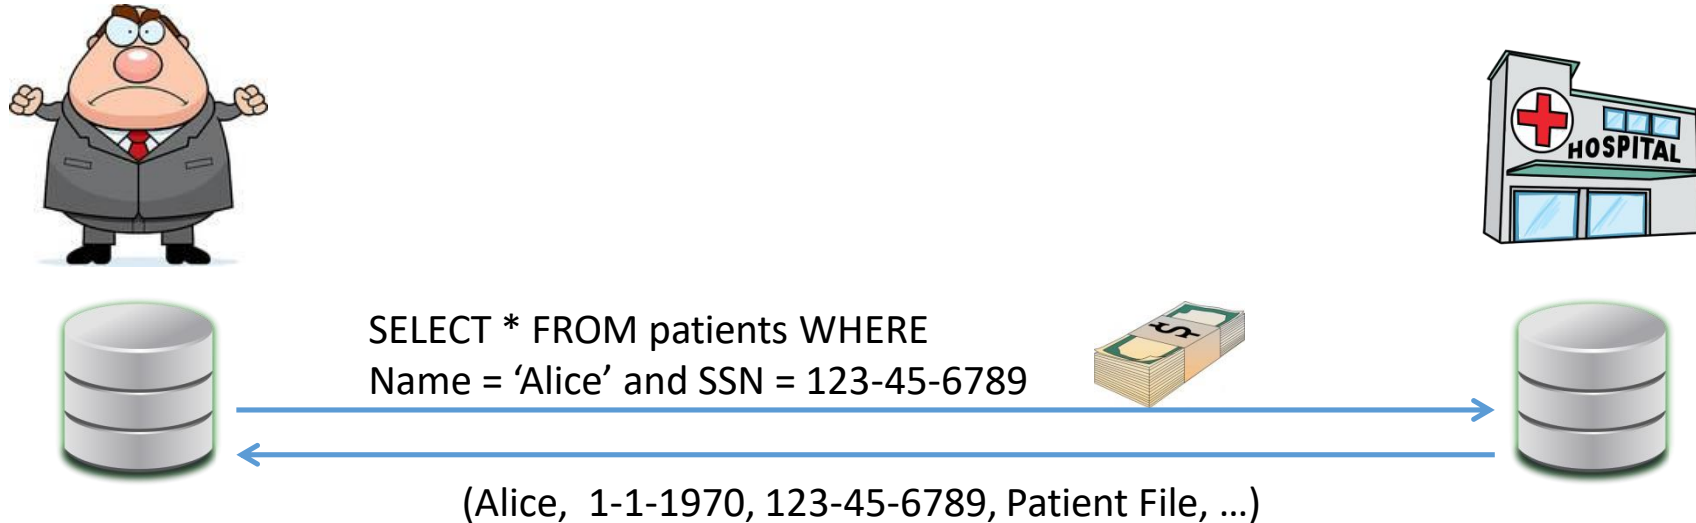 HOSPITAL
SELECT * FROM patients WHERE
$
Name = ‘Alice’ and SSN = 123-45-6789
(Alice,  1-1-1970, 123-45-6789, Patient File, …)